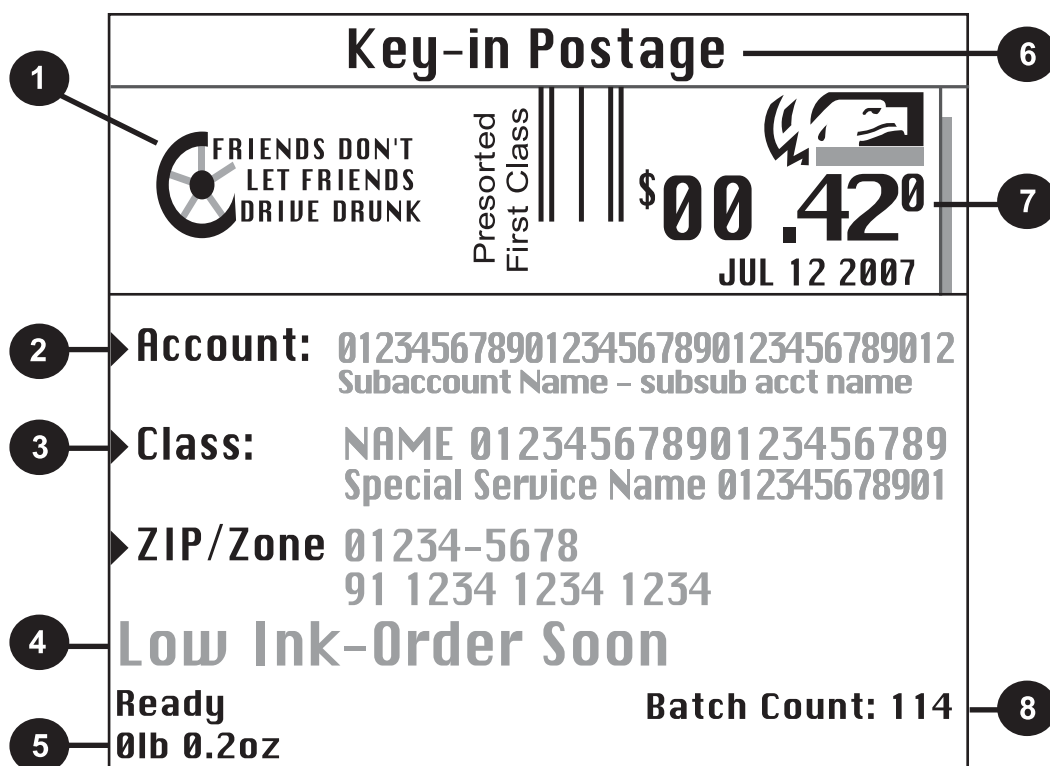 Key-in Postage
6
1
FRIENDS DON'T
LET FRIENDS
DRIVE DRUNK
Presorted
First Class
$00.420
7
JUL 12 2007
2
Account: 012345678901234567890123456789012
Subaccount Name – subsub acct name
3
Class: NAME 01234567890123456789
Special Service Name 012345678901
ZIP/Zone 01234-5678
91 1234 1234 1234
4
Low Ink-Order Soon
Ready
Batch Count: 114
8
5
0lb 0.2oz